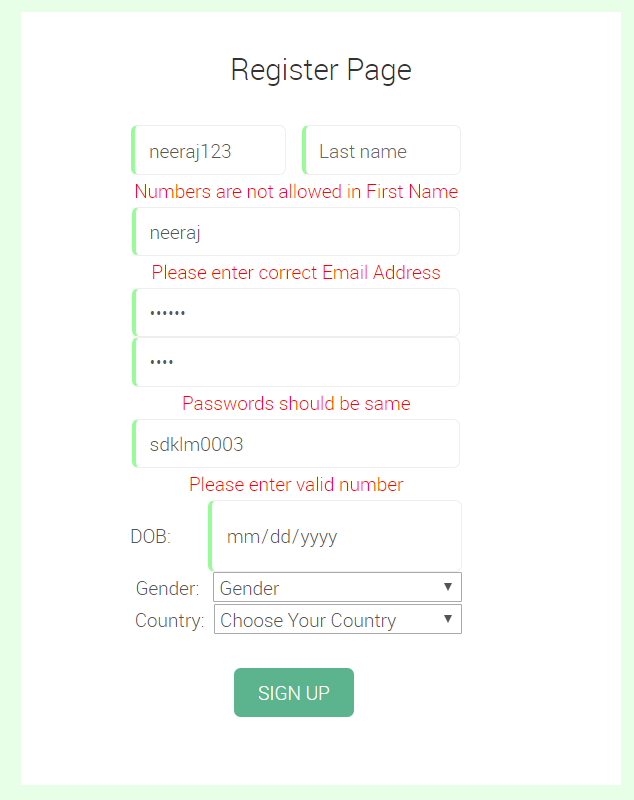 Register Page
neeraj123 Last name
Numbers are not allowed in First Name
neeraj
Please enter correct Email Address
••••••
••••
Passwords should be same
sdklm0003
Please enter valid number
DOB: mm/dd/yyyy
Gender: Gender
Country: Choose Your Country
SIGN UP